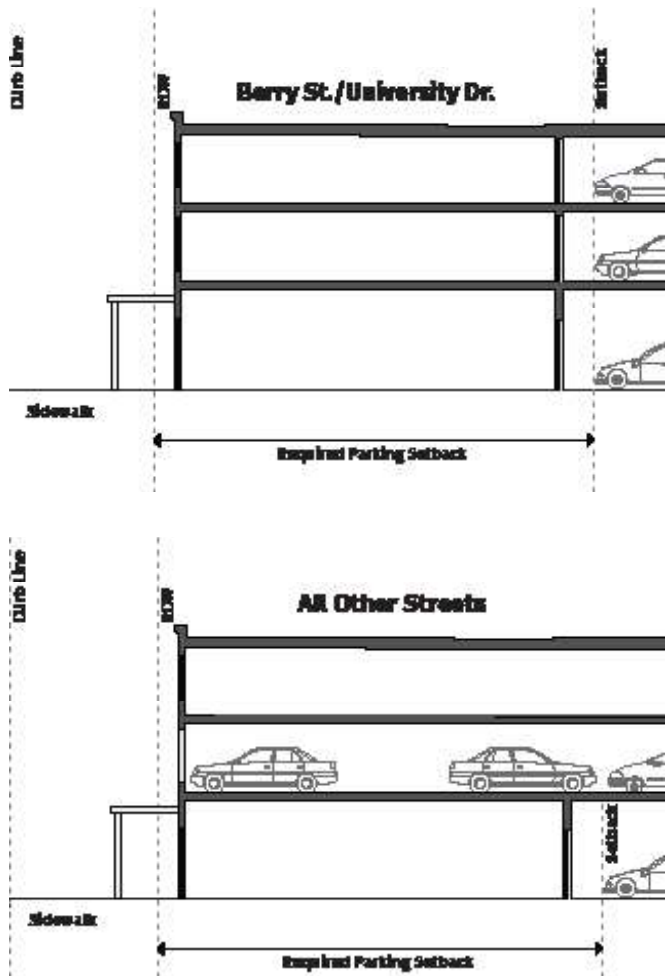 Curb Line
ROW
Berry St./University Dr.
Setback
Sidewalk
Required Parking Setback
Curb Line
ROW
All Other Streets
Setback
Sidewalk
Required Parking Setback